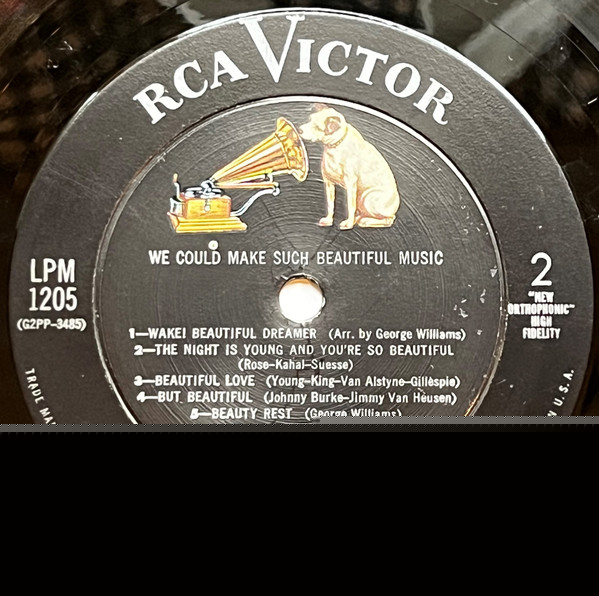 RCA VICTOR
WE COULD MAKE SUCH BEAUTIFUL MUSIC
LPM
1205
(G2PP-3485)
2
"NEW
ORTHOPHONIC"
HIGH
FIDELITY
1—WAKE! BEAUTIFUL DREAMER (Arr. by George Williams)
2—THE NIGHT IS YOUNG AND YOU'RE SO BEAUTIFUL
(Rose-Kahal-Suesse)
3—BEAUTIFUL LOVE (Young-King-Van Alstyne-Gillespie)
4—BUT BEAUTIFUL (Johnny Burke-Jimmy Van Heusen)
5—BEAUTY REST (George Williams)
TRADE
U.S.A.